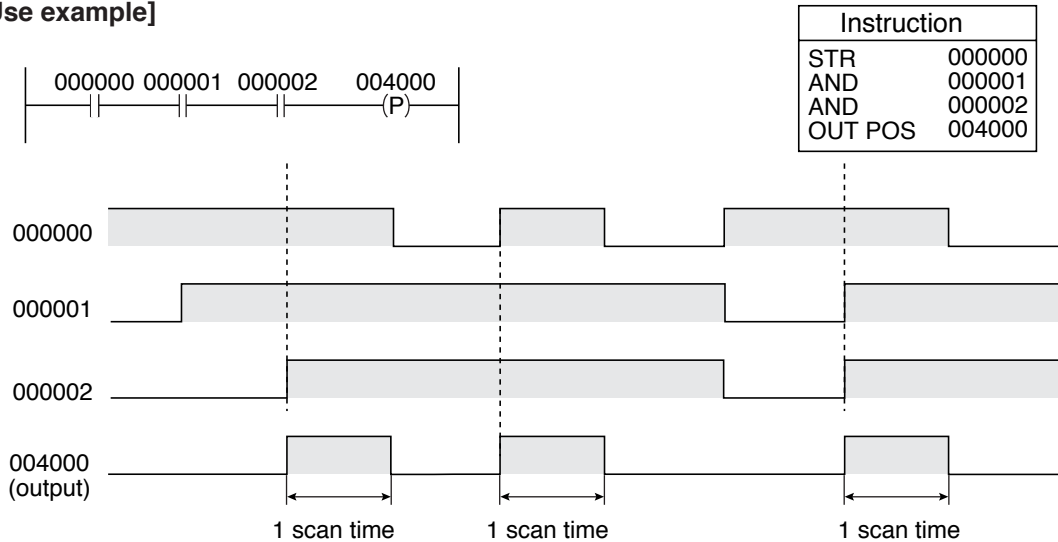 Use example]
Instruction
STR 000000
AND 000001
AND 000002
OUT POS 004000
000000 000001 000002 004000
(P)
000000
000001
000002
004000
(output)
1 scan time 1 scan time 1 scan time